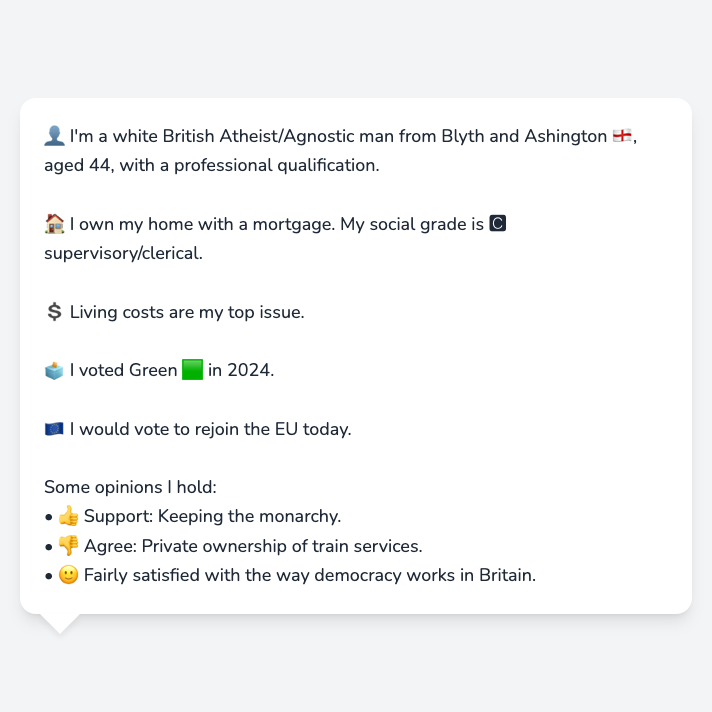 👤 I'm a white British Atheist/Agnostic man from Blyth and Ashington 🏴󠁧󠁢󠁥󠁮󠁧󠁿,
aged 44, with a professional qualification.
🏠 I own my home with a mortgage. My social grade is 🅲
supervisory/clerical.
💲 Living costs are my top issue.
🗳️ I voted Green 🟩 in 2024.
🇪🇺 I would vote to rejoin the EU today.
Some opinions I hold:
• 👍 Support: Keeping the monarchy.
• 👎 Agree: Private ownership of train services.
• 🙂 Fairly satisfied with the way democracy works in Britain.